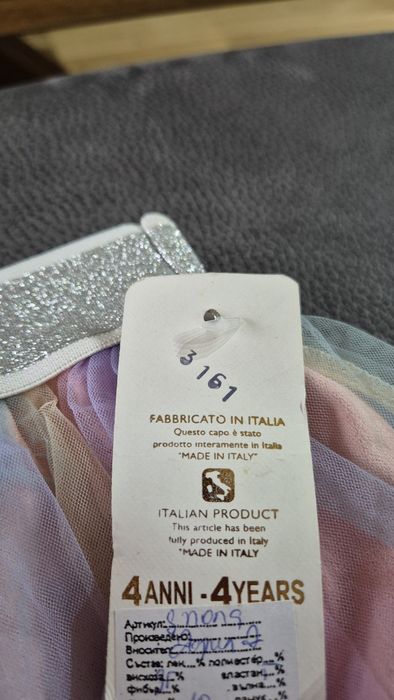 3161
FABBRICATO IN ITALIA
Questo capo è stato
prodotto interamente in Italia
"MADE IN ITALY"
ITALIAN PRODUCT
This article has been
fully produced in Italy
"MADE IN ITALY
4 ANNI - 4 YEARS
Артикул:
Произведено:
Вносител:
Състав: лен....% полиестер....%
вискоза....% еластан....%
фибри....% вълна....%